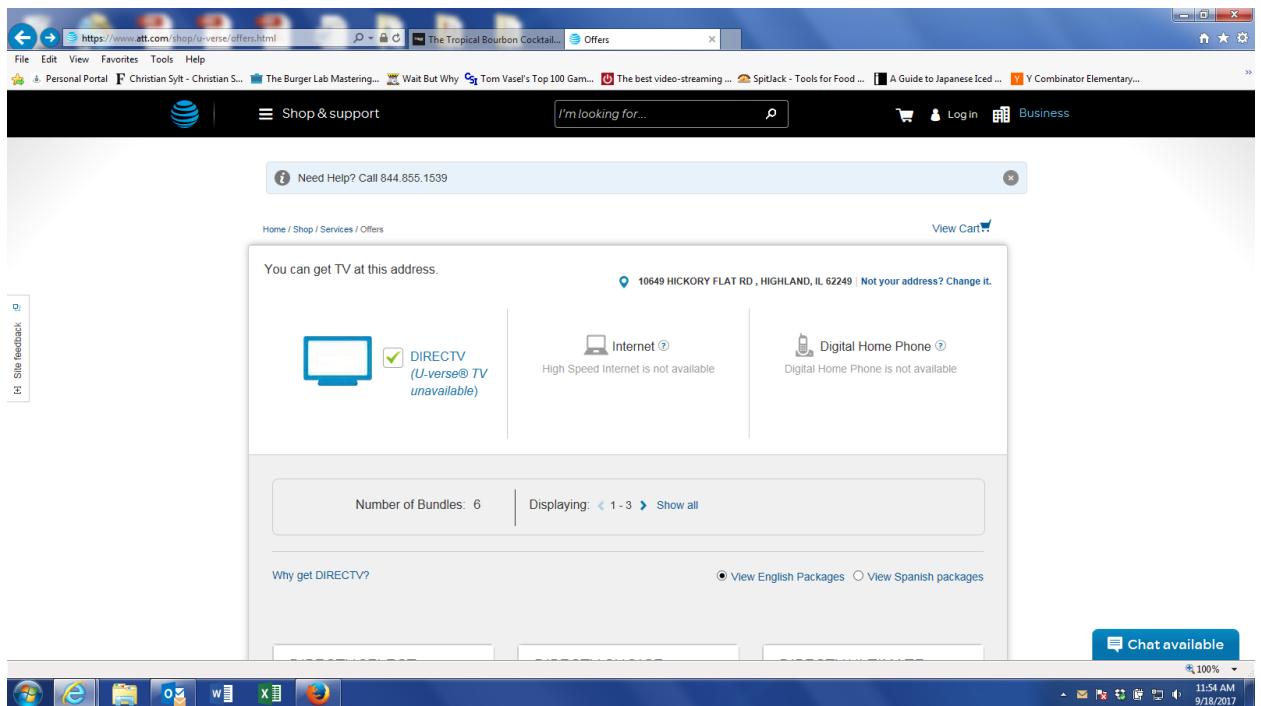 https://www.att.com/shop/u-verse/offers.html
The Tropical Bourbon Cocktail...
Offers
File Edit View Favorites Tools Help
Personal Portal
Christian Sylt - Christian S...
The Burger Lab Mastering...
Wait But Why
Tom Vasel's Top 100 Gam...
The best video-streaming ...
SpitJack - Tools for Food ...
A Guide to Japanese Iced ...
Y Combinator Elementary...
Shop & support
I'm looking for...
Log in
Business
Need Help? Call 844.855.1539
Home / Shop / Services / Offers
View Cart
You can get TV at this address.
10649 HICKORY FLAT RD , HIGHLAND, IL 62249 | Not your address? Change it.
[+] Site feedback
DIRECTV
(U-verse® TV
unavailable)
Internet
High Speed Internet is not available
Digital Home Phone
Digital Home Phone is not available
Number of Bundles: 6
Displaying: 1 - 3
Show all
Why get DIRECTV?
View English Packages
View Spanish packages
Chat available
100%
11:54 AM
9/18/2017